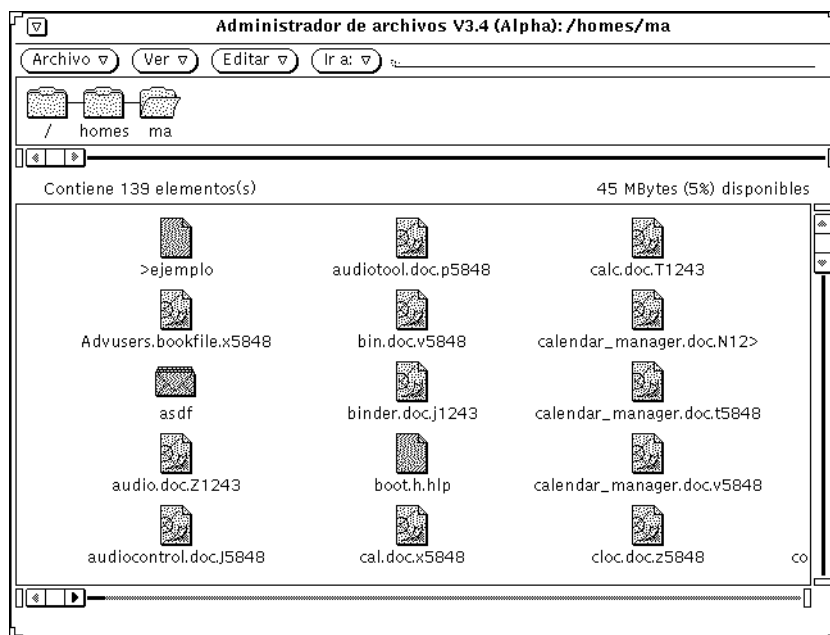 Administrador de archivos V3.4 (Alpha): /homes/ma
Archivo Ver Editar Ir a:
/ homes ma
Contiene 139 elementos(s) 45 MBytes (5%) disponibles
>ejemplo audiotool.doc.p5848 calc.doc.T1243
Advusers.bookfile.x5848 bin.doc.v5848 calendar_manager.doc.N12>
asdf binder.doc.j1243 calendar_manager.doc.t5848
audio.doc.Z1243 boot.h.hlp calendar_manager.doc.v5848
audiocontrol.doc.J5848 cal.doc.x5848 cloc.doc.z5848 co